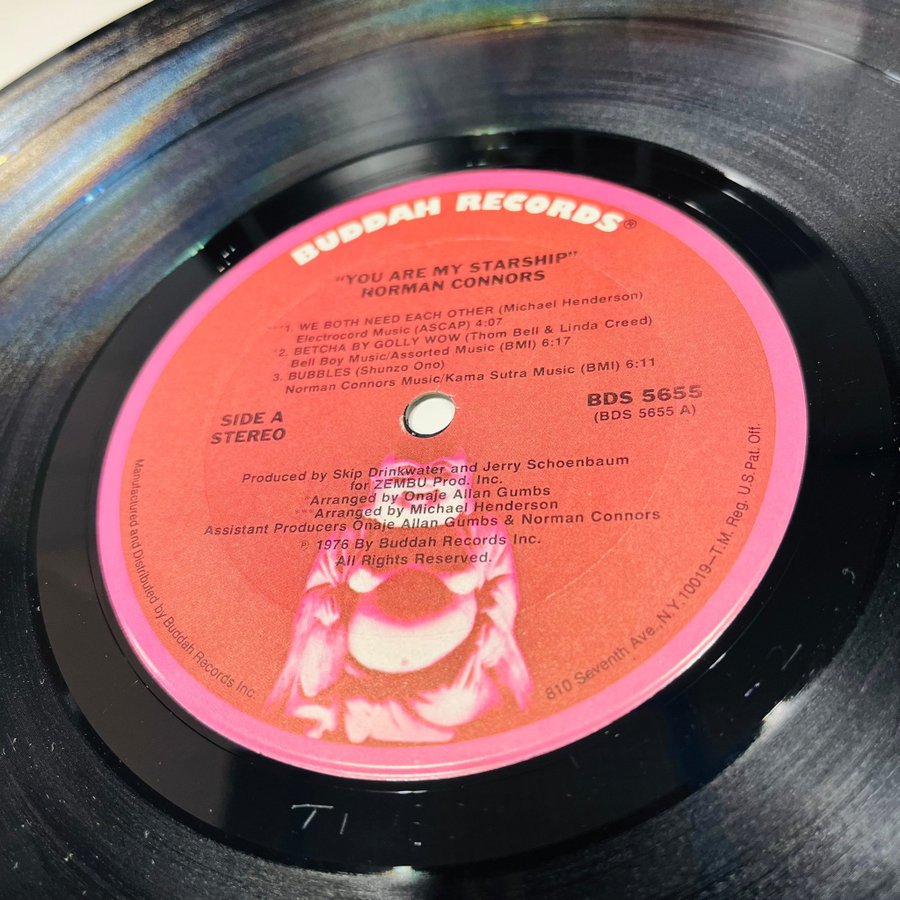 BUDDAH RECORDS®
"YOU ARE MY STARSHIP"
NORMAN CONNORS
***1. WE BOTH NEED EACH OTHER (Michael Henderson)
Electrocord Music (ASCAP) 4:07
*2. BETCHA BY GOLLY WOW (Thom Bell & Linda Creed)
Bell Boy Music/Assorted Music (BMI) 6:17
3. BUBBLES (Shunzo Ono)
Norman Connors Music/Kama Sutra Music (BMI) 6:11
SIDE A
STEREO
BDS 5655
(BDS 5655 A)
Produced by Skip Drinkwater and Jerry Schoenbaum
for ZEMBU Prod. Inc.
*Arranged by Onaje Allan Gumbs
***Arranged by Michael Henderson
Assistant Producers Onaje Allan Gumbs & Norman Connors
℗ 1976 By Buddah Records Inc.
All Rights Reserved.
Manufactured and Distributed by Buddah Records Inc.
810 Seventh Ave., N.Y. 10019—T.M. Reg. U.S. Pat. Off.
T1